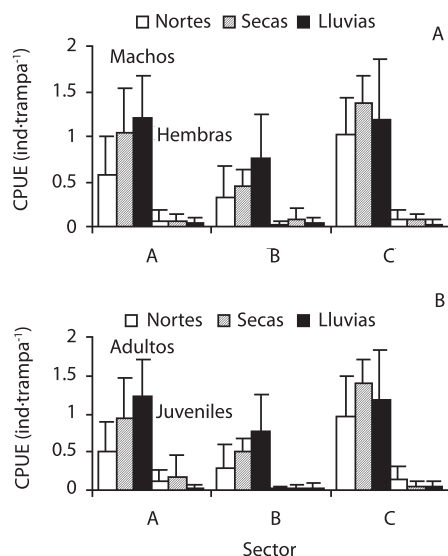 Nortes Secas Lluvias A
2 Machos
1.5
Hembras
1
0.5
0
CPUE (ind·trampa⁻¹)
A B C
Nortes Secas Lluvias B
2 Adultos
1.5
Juveniles
1
0.5
0
CPUE (ind·trampa⁻¹)
A B C
Sector